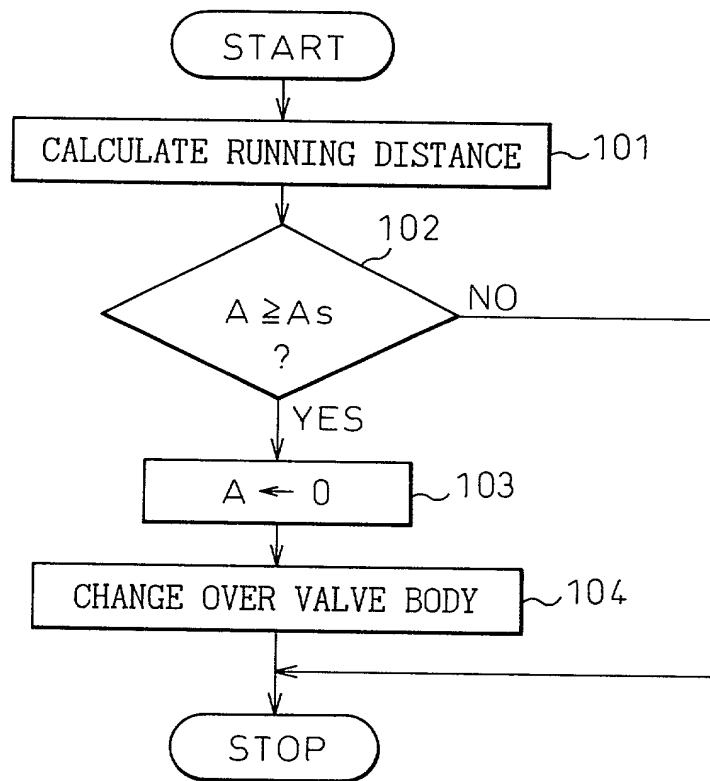 START
CALCULATE RUNNING DISTANCE
101
102
A ≧ As
?
NO
YES
A ← 0
103
CHANGE OVER VALVE BODY
104
STOP